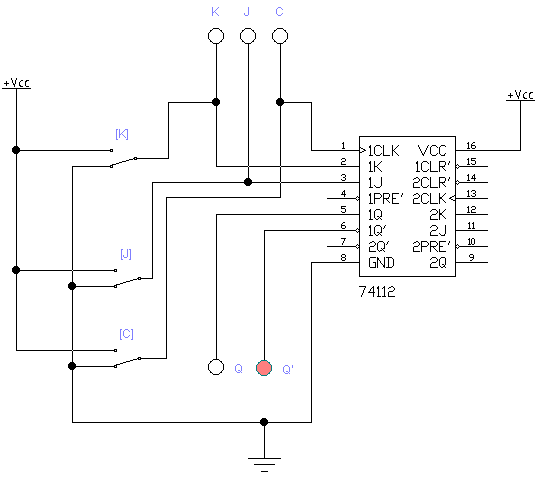 K J C
+Vcc
+Vcc
[K]
1 1CLK VCC 16
2 1K 1CLR' 15
3 1J 2CLR' 14
4 1PRE' 2CLK 13
5 1Q 2K 12
6 1Q' 2J 11
7 2Q' 2PRE' 10
8 GND 2Q 9
[J]
74112
[C]
Q Q'